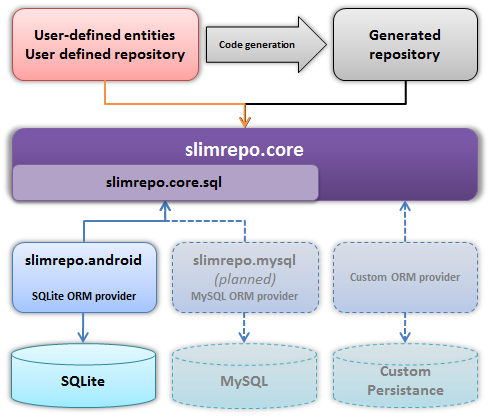 User-defined entities
User defined repository
Code generation
Generated
repository
slimrepo.core
slimrepo.core.sql
slimrepo.android
SQLite ORM provider
slimrepo.mysql
(planned)
MySQL ORM provider
Custom ORM provider
SQLite
MySQL
Custom
Persistance